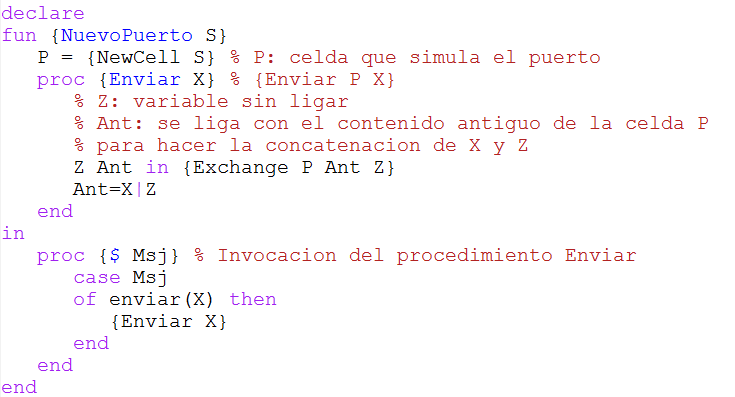 declare
fun {NuevoPuerto S}
   P = {NewCell S} % P: celda que simula el puerto
   proc {Enviar X} % {Enviar P X}
      % Z: variable sin ligar
      % Ant: se liga con el contenido antiguo de la celda P
      % para hacer la concatenacion de X y Z
      Z Ant in {Exchange P Ant Z}
      Ant=X|Z
   end
in
   proc {$ Msj} % Invocacion del procedimiento Enviar
      case Msj
      of enviar(X) then
         {Enviar X}
      end
   end
end